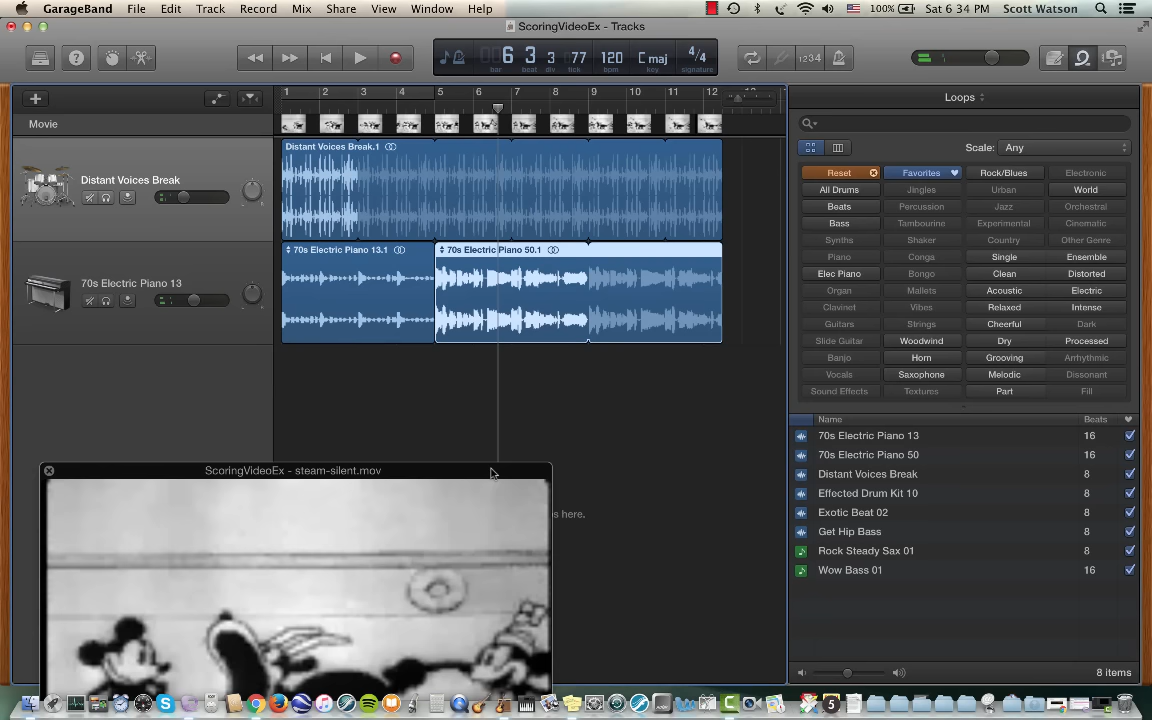 GarageBand File Edit Track Record Mix Share View Window Help 100% Sat 6 34 PM Scott Watson
ScoringVideoEx - Tracks
6 3 3 77 120 C maj 4/4
bar beat div tick bpm key signature
1234
1 2 3 4 5 6 7 8 9 10 11 12 13
Movie
Distant Voices Break.1
Distant Voices Break
70s Electric Piano 13.1 70s Electric Piano 50.1
70s Electric Piano 13
es here.
ScoringVideoEx - steam-silent.mov
Loops
Scale: Any
Reset Favorites Rock/Blues Electronic
All Drums Jingles Urban World
Beats Percussion Jazz Orchestral
Bass Tambourine Experimental Cinematic
Synths Shaker Country Other Genre
Piano Conga Single Ensemble
Elec Piano Bongo Clean Distorted
Organ Mallets Acoustic Electric
Clavinet Vibes Relaxed Intense
Guitars Strings Cheerful Dark
Slide Guitar Woodwind Dry Processed
Banjo Horn Grooving Arrhythmic
Vocals Saxophone Melodic Dissonant
Sound Effects Textures Part Fill
Name Beats
70s Electric Piano 13 16
70s Electric Piano 50 16
Distant Voices Break 8
Effected Drum Kit 10 8
Exotic Beat 02 8
Get Hip Bass 8
Rock Steady Sax 01 8
Wow Bass 01 16
8 items